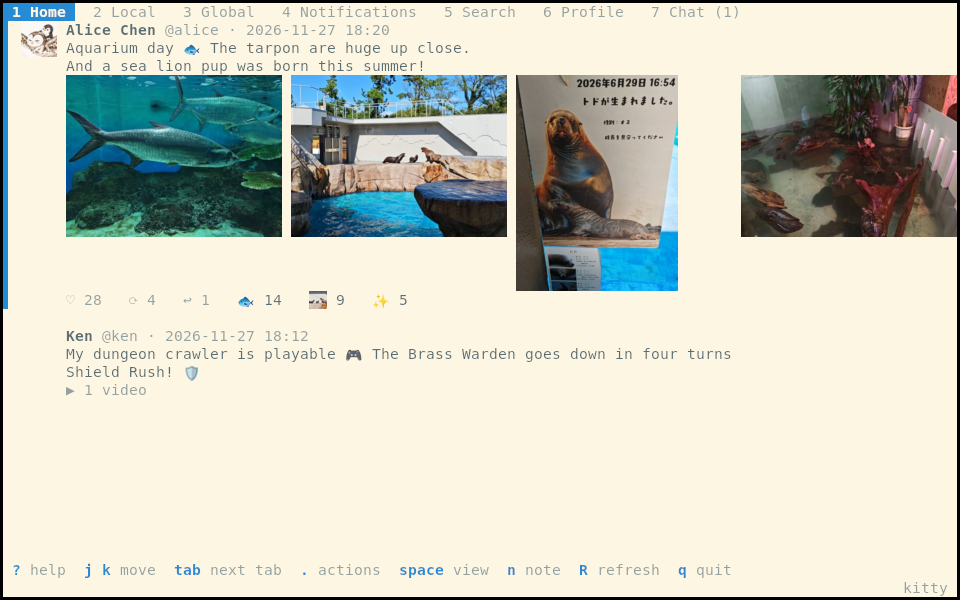 1 Home  2 Local  3 Global  4 Notifications  5 Search  6 Profile  7 Chat (1)
Alice Chen @alice · 2026-11-27 18:20
Aquarium day 🐟 The tarpon are huge up close.
And a sea lion pup was born this summer!
2026年6月29日 16:54
トドが生まれました。
♡ 28  ⟳ 4  ↩ 1  🐟 14  9  ✨ 5
Ken @ken · 2026-11-27 18:12
My dungeon crawler is playable 🎮 The Brass Warden goes down in four turns
Shield Rush! 🛡️
▶ 1 video
? help  j k move  tab next tab  . actions  space view  n note  R refresh  q quit
kitty